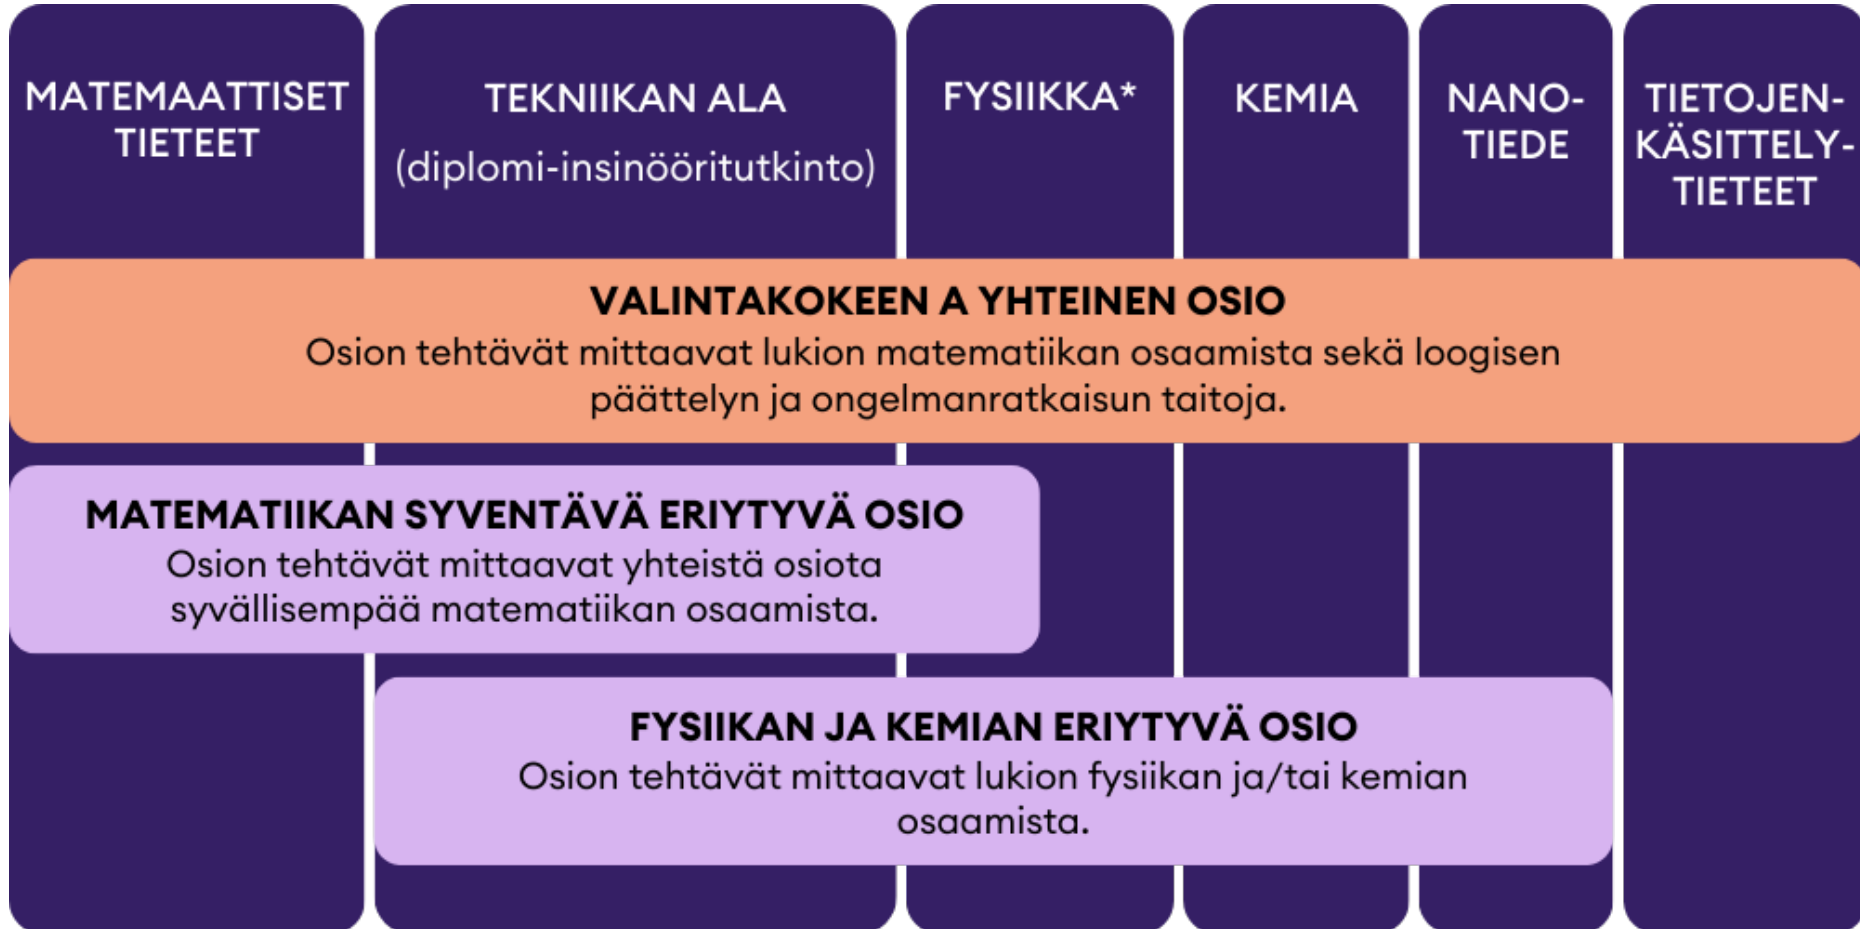 MATEMAATTISET
TIETEET
TEKNIIKAN ALA
(diplomi-insinööritutkinto)
FYSIIKKA*
KEMIA
NANO-
TIEDE
TIETOJEN-
KÄSITTELY-
TIETEET
VALINTAKOKEEN A YHTEINEN OSIO
Osion tehtävät mittaavat lukion matematiikan osaamista sekä loogisen
päättelyn ja ongelmanratkaisun taitoja.
MATEMATIIKAN SYVENTÄVÄ ERIYTYVÄ OSIO
Osion tehtävät mittaavat yhteistä osiota
syvällisempää matematiikan osaamista.
FYSIIKAN JA KEMIAN ERIYTYVÄ OSIO
Osion tehtävät mittaavat lukion fysiikan ja/tai kemian
osaamista.